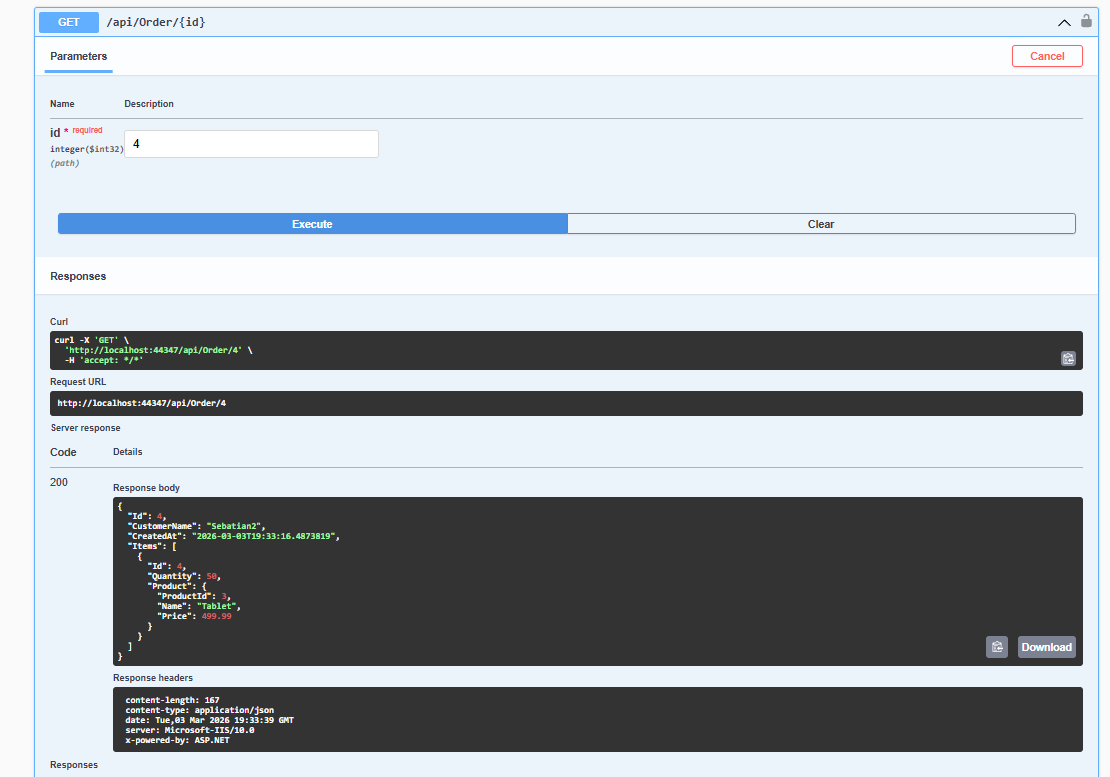 GET /api/Order/{id}
Parameters
Cancel
Name Description
id * required
integer($int32)
(path)
4
Execute Clear
Responses
Curl
curl -X 'GET' \
  'http://localhost:44347/api/Order/4' \
  -H 'accept: */*'
Request URL
http://localhost:44347/api/Order/4
Server response
Code Details
200
Response body
{
  "Id": 4,
  "CustomerName": "Sebatian2",
  "CreatedAt": "2026-03-03T19:33:16.4873819",
  "Items": [
    {
      "Id": 4,
      "Quantity": 50,
      "Product": {
        "ProductId": 3,
        "Name": "Tablet",
        "Price": 499.99
      }
    }
  ]
}
Download
Response headers
content-length: 167
content-type: application/json
date: Tue,03 Mar 2026 19:33:39 GMT
server: Microsoft-IIS/10.0
x-powered-by: ASP.NET
Responses